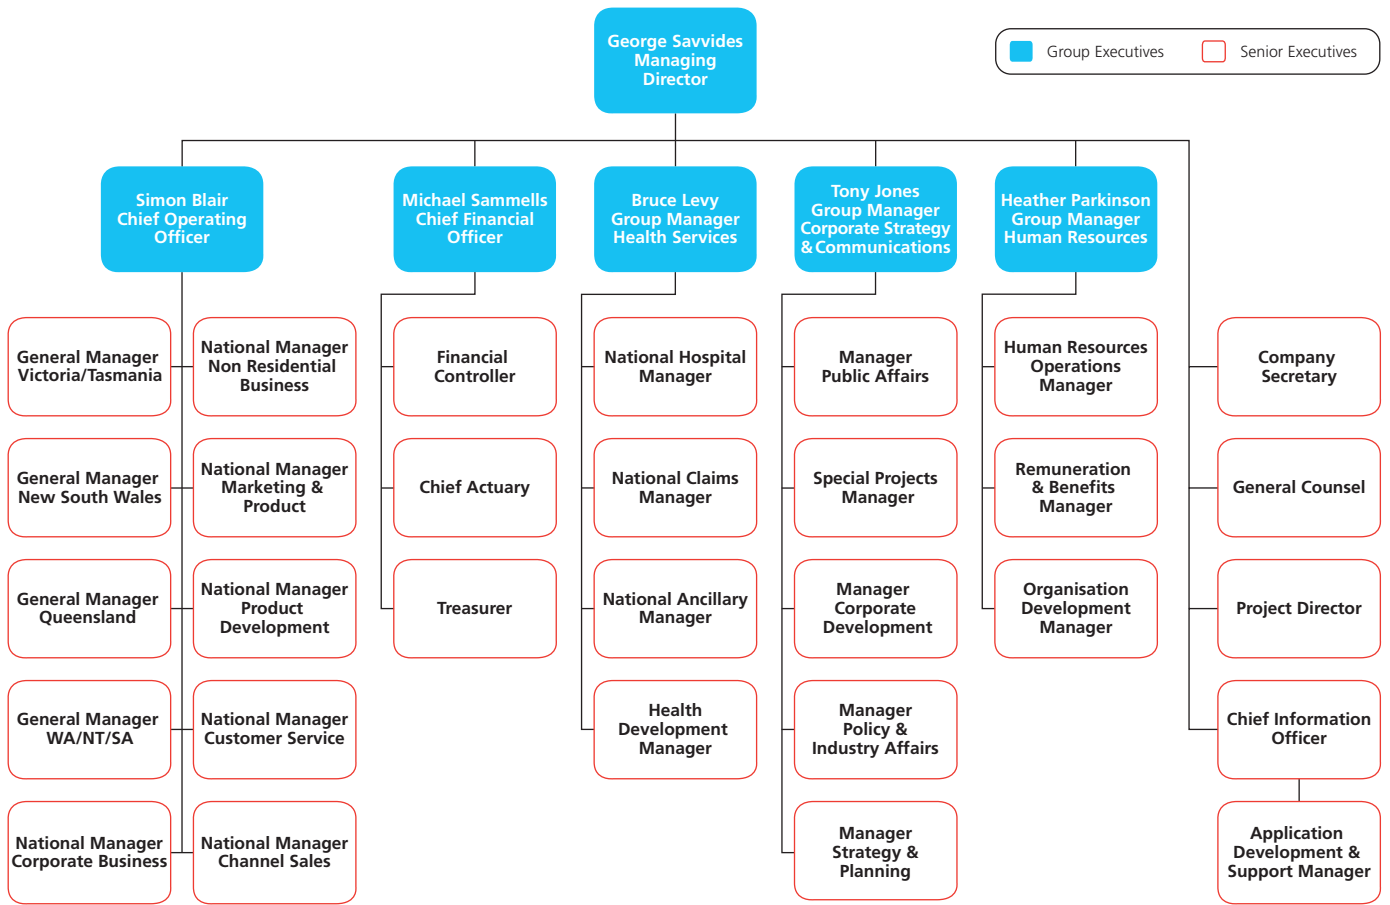 George Savvides
Managing
Director
Group Executives
Senior Executives
Simon Blair
Chief Operating
Officer
Michael Sammells
Chief Financial
Officer
Bruce Levy
Group Manager
Health Services
Tony Jones
Group Manager
Corporate Strategy
& Communications
Heather Parkinson
Group Manager
Human Resources
General Manager
Victoria/Tasmania
National Manager
Non Residential
Business
Financial
Controller
National Hospital
Manager
Manager
Public Affairs
Human Resources
Operations
Manager
Company
Secretary
General Manager
New South Wales
National Manager
Marketing &
Product
Chief Actuary
National Claims
Manager
Special Projects
Manager
Remuneration
& Benefits
Manager
General Counsel
General Manager
Queensland
National Manager
Product
Development
Treasurer
National Ancillary
Manager
Manager
Corporate
Development
Organisation
Development
Manager
Project Director
General Manager
WA/NT/SA
National Manager
Customer Service
Health
Development
Manager
Manager
Policy &
Industry Affairs
Chief Information
Officer
National Manager
Corporate Business
National Manager
Channel Sales
Manager
Strategy &
Planning
Application
Development &
Support Manager